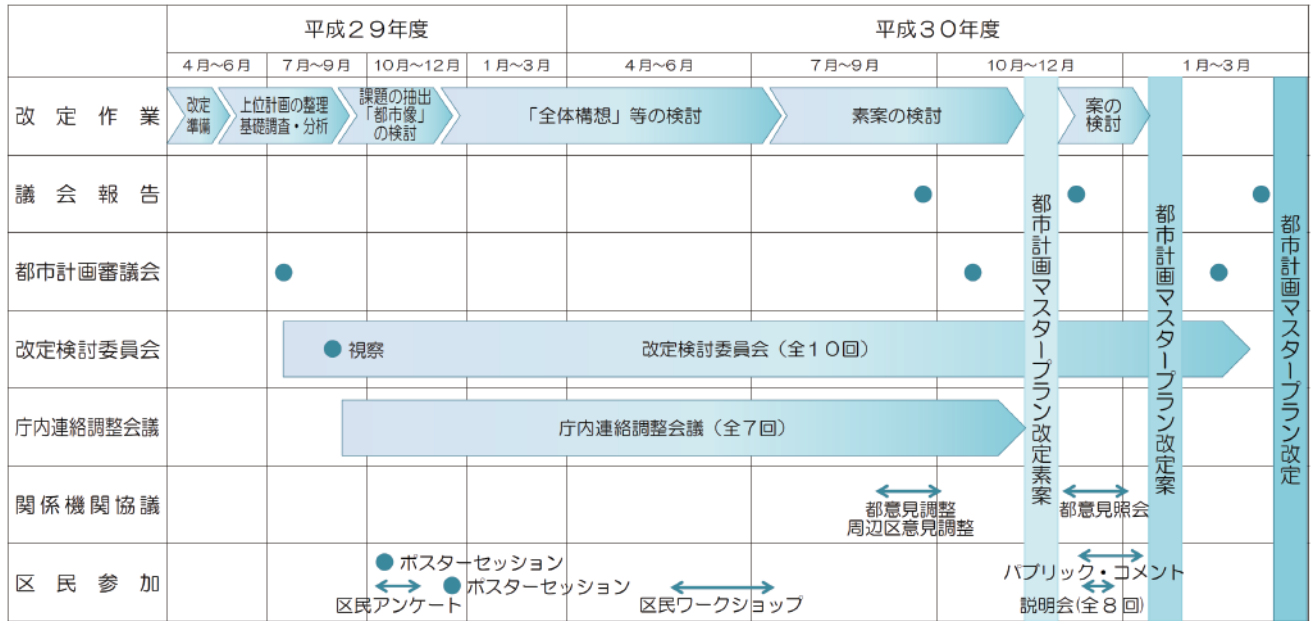 平成２９年度
平成３０年度
４月～６月
７月～９月
１０月～１２月
１月～３月
４月～６月
７月～９月
１０月～１２月
１月～３月
改定作業
改定
準備
上位計画の整理
基礎調査・分析
課題の抽出
「都市像」
の検討
「全体構想」等の検討
素案の検討
案の
検討
議会報告
都市計画審議会
改定検討委員会
視察
改定検討委員会（全１０回）
庁内連絡調整会議
庁内連絡調整会議（全７回）
関係機関協議
都意見調整
周辺区意見調整
都意見照会
区民参加
ポスターセッション
ポスターセッション
区民アンケート
区民ワークショップ
パブリック・コメント
説明会(全８回)
都市計画マスタープラン改定素案
都市計画マスタープラン改定案
都市計画マスタープラン改定